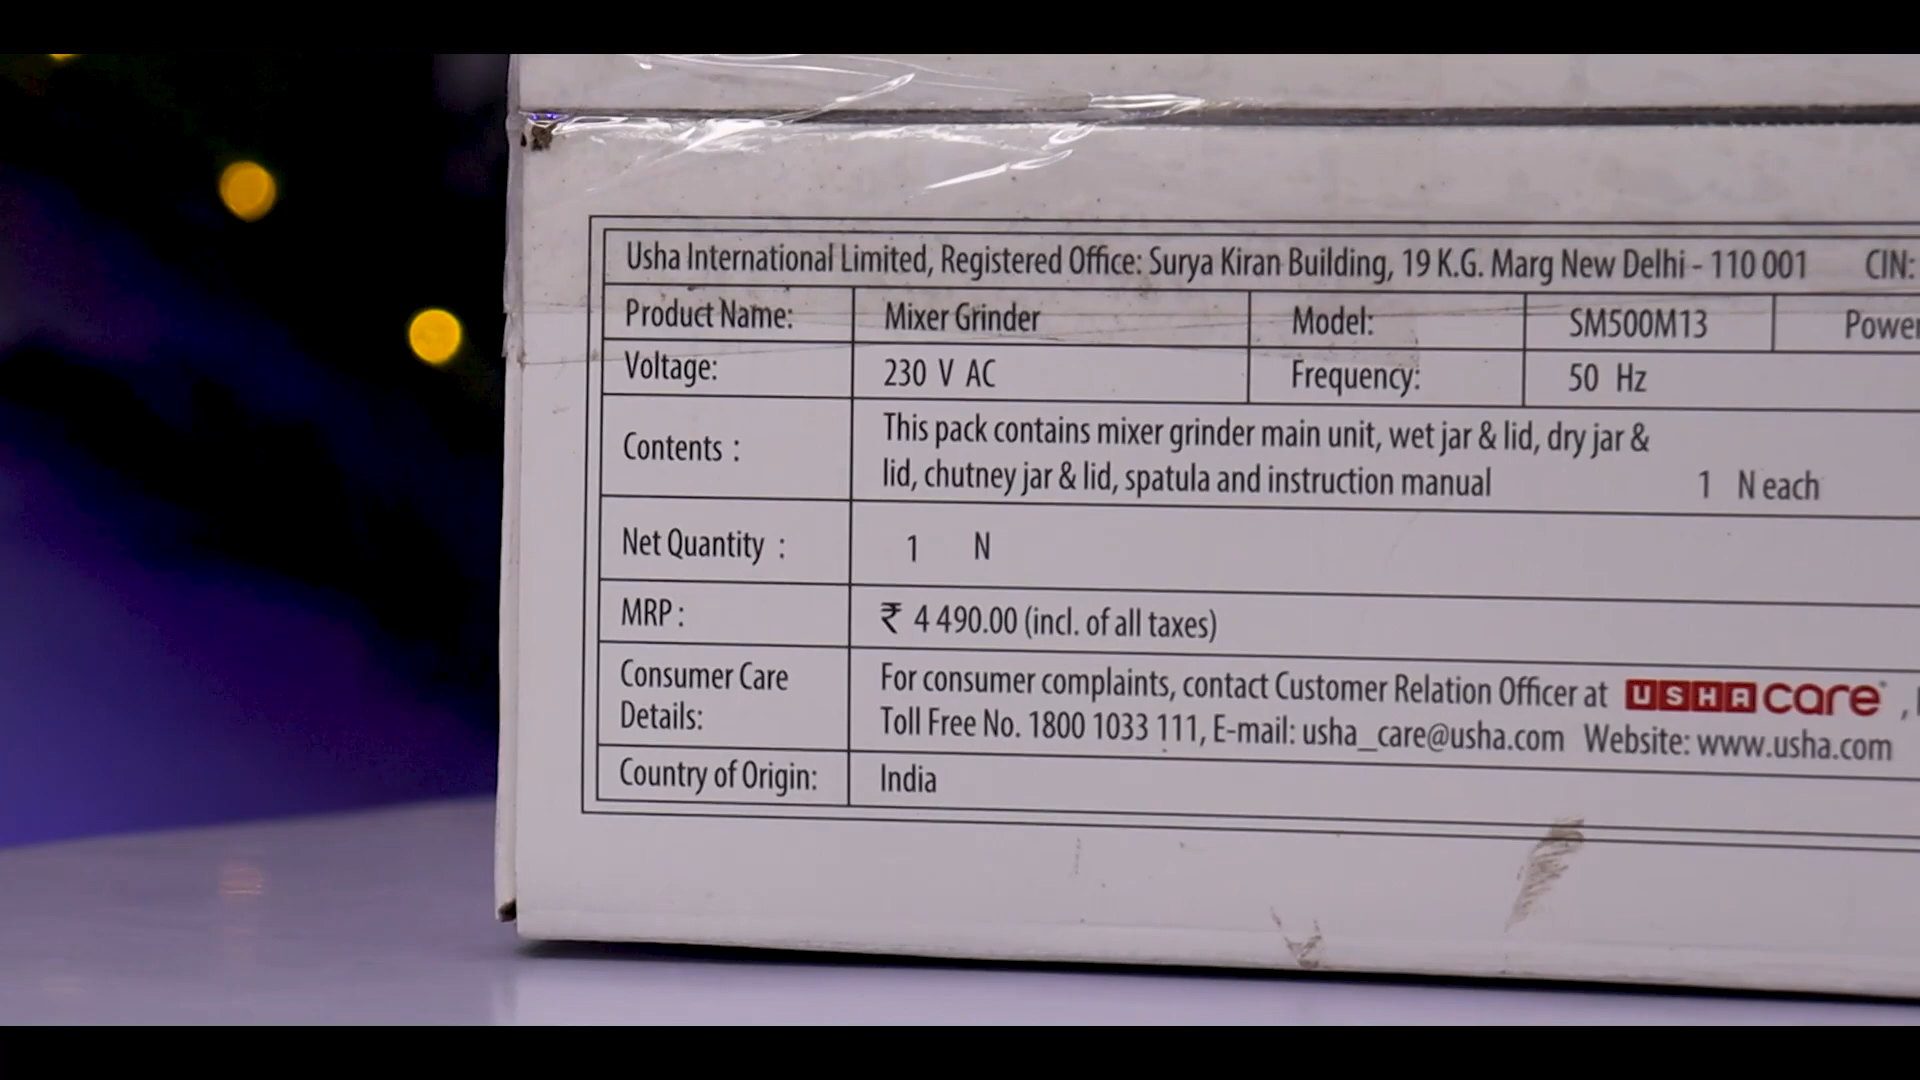 Usha International Limited, Registered Office: Surya Kiran Building, 19 K.G. Marg New Delhi - 110 001 CIN:
Product Name: Mixer Grinder Model: SM500M13 Power
Voltage: 230 V AC Frequency: 50 Hz
Contents : This pack contains mixer grinder main unit, wet jar & lid, dry jar &
lid, chutney jar & lid, spatula and instruction manual 1 N each
Net Quantity : 1 N
MRP : ₹ 4 490.00 (incl. of all taxes)
Consumer Care For consumer complaints, contact Customer Relation Officer at USHA care ,
Details: Toll Free No. 1800 1033 111, E-mail: usha_care@usha.com Website: www.usha.com
Country of Origin: India